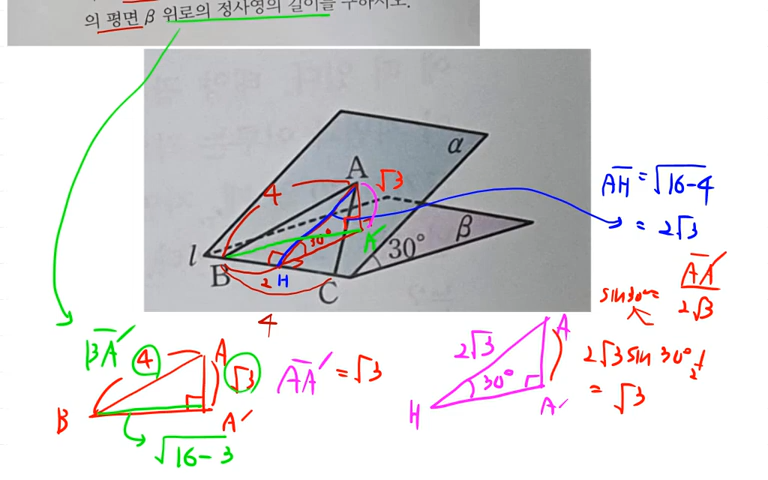 의 평면 β 위로의 정사영의 길이를 구하시오.
α
A
√3
4
AH = √16-4
= 2√3
A′
30°
β
30°
l
B
2
H
C
4
sin30° = AA′/2√3
BA′
4
A
√3
B
A′
√16-3
AA′ = √3
2√3
A
30°
H
A′
2√3 sin 30°
1/2
= √3